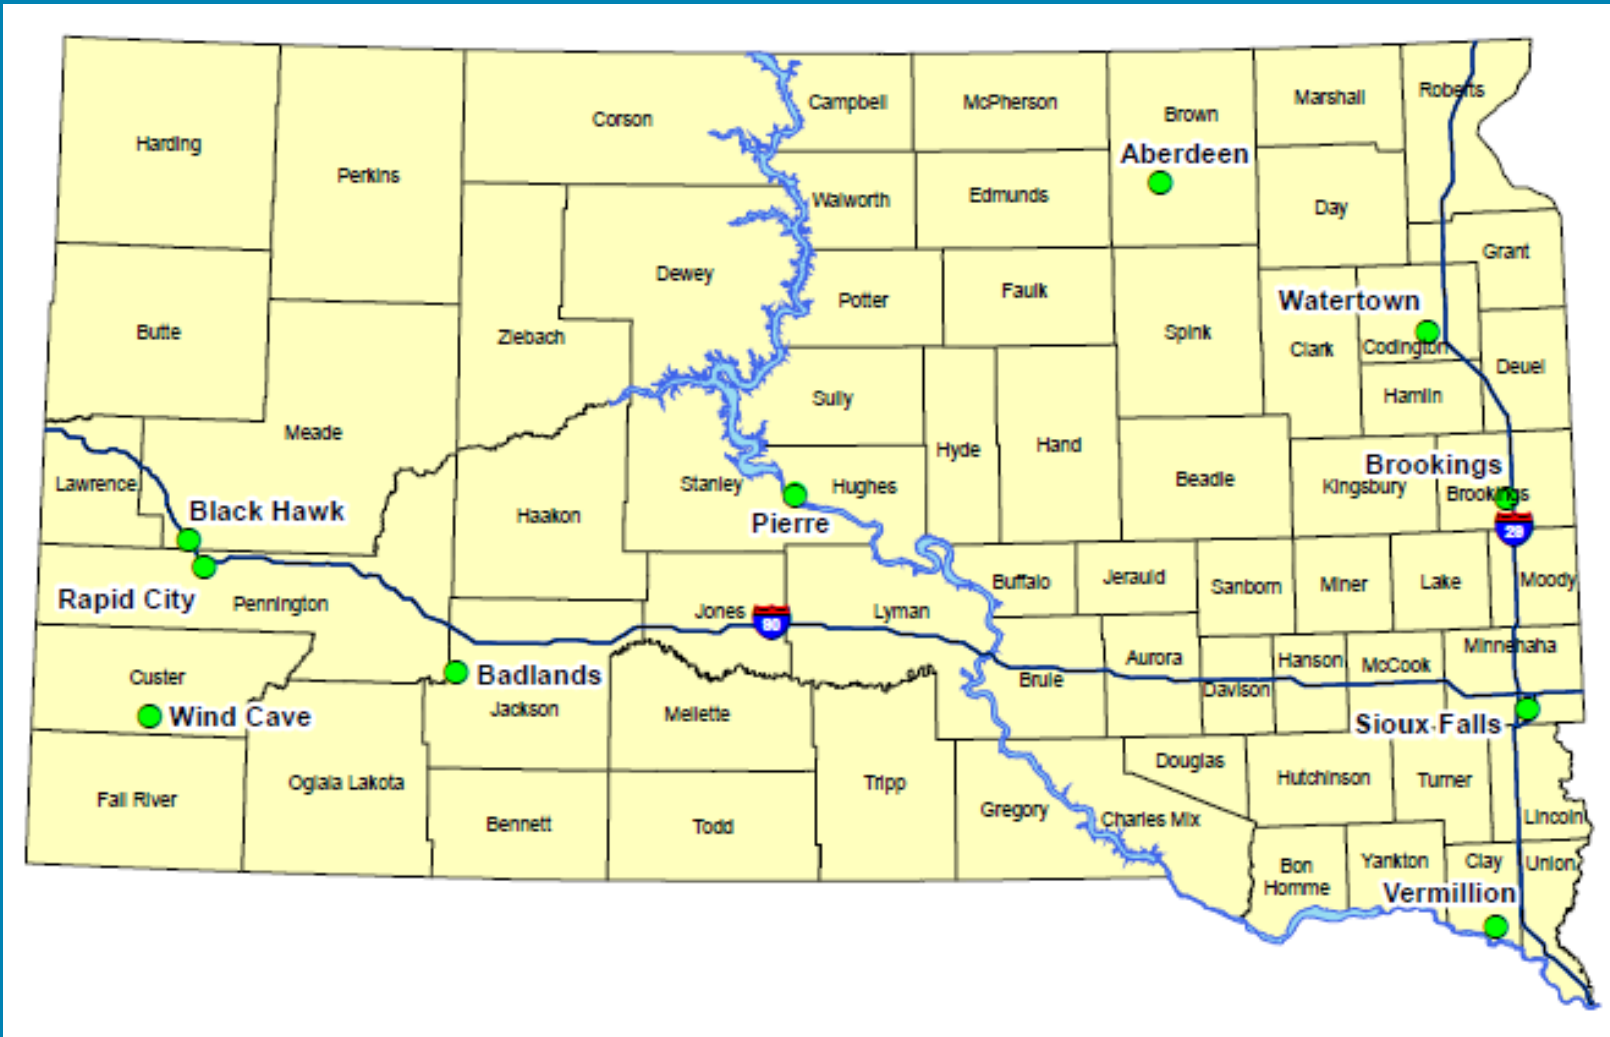 Harding
Perkins
Corson
Campbell
McPherson
Brown
Marshall
Roberts
Aberdeen
Walworth
Edmunds
Day
Grant
Dewey
Ziebach
Butte
Potter
Faulk
Spink
Watertown
Clark
Codington
Deuel
Hamlin
Meade
Sully
Hyde
Hand
Beadle
Brookings
Kingsbury
Brookings
Lawrence
Black Hawk
Haakon
Stanley
Hughes
Pierre
29
Rapid City
Pennington
Jones
90
Lyman
Buffalo
Jerauld
Sanborn
Miner
Lake
Moody
Custer
Wind Cave
Badlands
Jackson
Mellette
Brule
Aurora
Davison
Hanson
McCook
Minnehaha
Sioux Falls
Fall River
Oglala Lakota
Bennett
Todd
Tripp
Gregory
Charles Mix
Douglas
Hutchinson
Turner
Lincoln
Bon
Homme
Yankton
Clay
Union
Vermillion